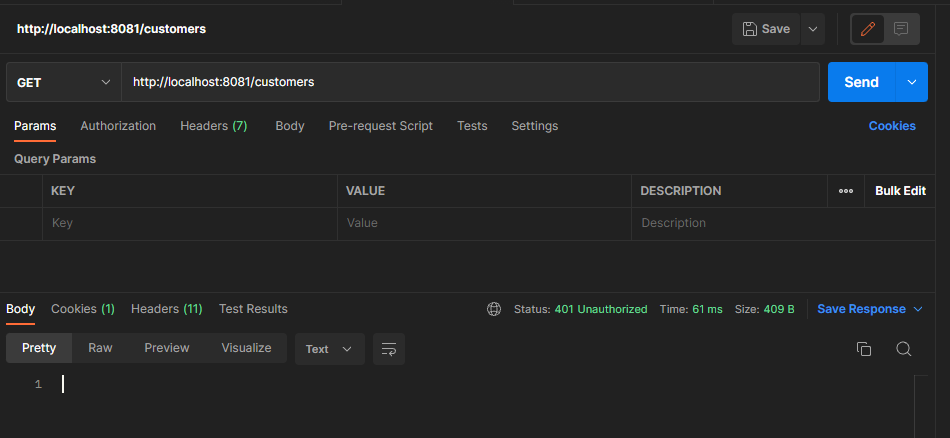 http://localhost:8081/customers
Save
GET
http://localhost:8081/customers
Send
Params Authorization Headers (7) Body Pre-request Script Tests Settings Cookies
Query Params
KEY VALUE DESCRIPTION Bulk Edit
Key Value Description
Body Cookies (1) Headers (11) Test Results Status: 401 Unauthorized Time: 61 ms Size: 409 B Save Response
Pretty Raw Preview Visualize Text
1